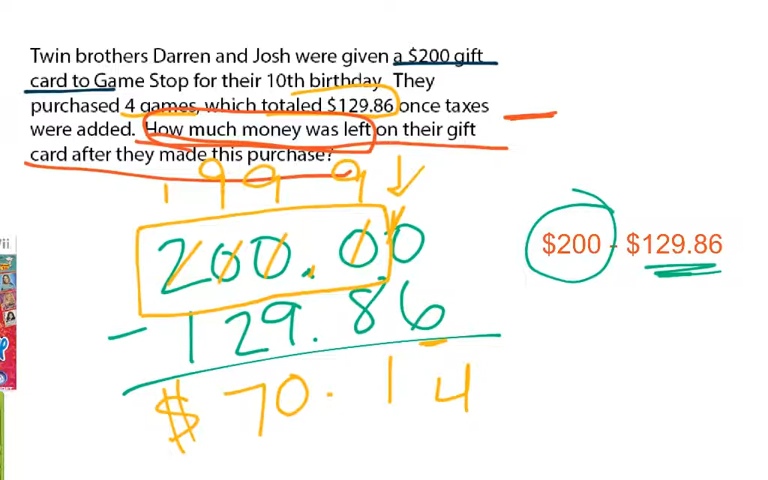 Twin brothers Darren and Josh were given a $200 gift
card to Game Stop for their 10th birthday. They
purchased 4 games, which totaled $129.86 once taxes
were added. How much money was left on their gift
card after they made this purchase?
1 9 9 9
200.00
- 129.86
$70.14
$200 - $129.86